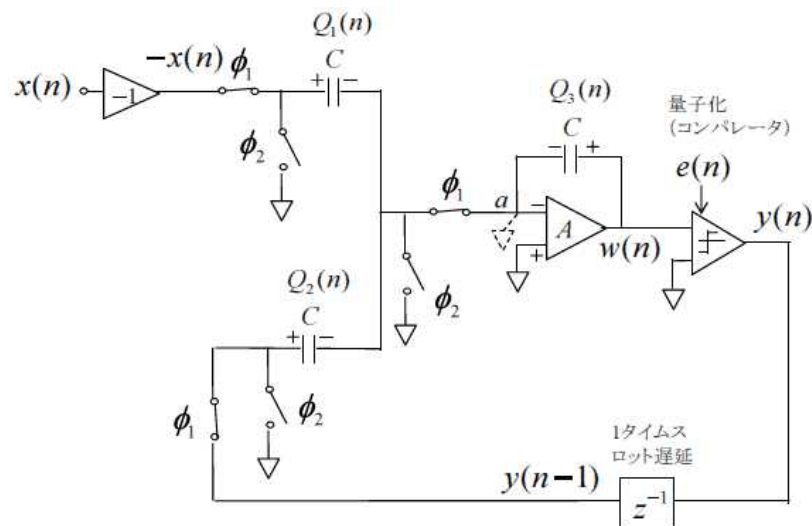 Q₁(n)
−x(n)
ϕ₁
+ C −
x(n)
−1
ϕ₂
Q₃(n)
C
− +
量子化
(コンパレータ)
e(n)
y(n)
ϕ₁
a
−
A
+
w(n)
ϕ₂
Q₂(n)
C
+ −
ϕ₁
ϕ₂
1タイムス
ロット遅延
y(n−1)
z⁻¹